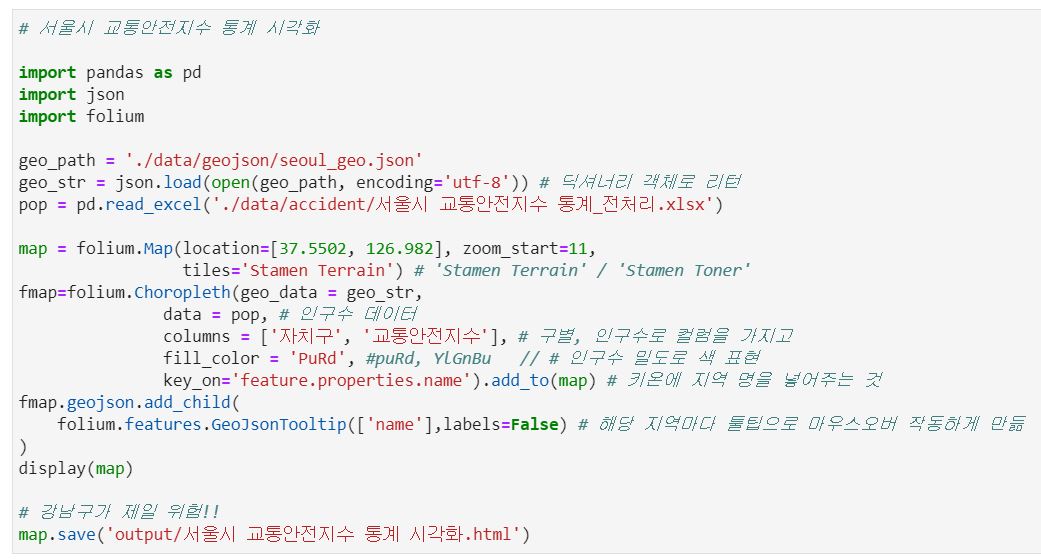 # 서울시 교통안전지수 통계 시각화

import pandas as pd
import json
import folium

geo_path = './data/geojson/seoul_geo.json'
geo_str = json.load(open(geo_path, encoding='utf-8')) # 딕셔너리 객체로 리턴
pop = pd.read_excel('./data/accident/서울시 교통안전지수 통계_전처리.xlsx')

map = folium.Map(location=[37.5502, 126.982], zoom_start=11,
                 tiles='Stamen Terrain') # 'Stamen Terrain' / 'Stamen Toner'
fmap=folium.Choropleth(geo_data = geo_str,
               data = pop, # 인구수 데이터
               columns = ['자치구', '교통안전지수'], # 구별, 인구수로 컬럼을 가지고
               fill_color = 'PuRd', #puRd, YlGnBu   // # 인구수 밀도로 색 표현
               key_on='feature.properties.name').add_to(map) # 키온에 지역 명을 넣어주는 것
fmap.geojson.add_child(
    folium.features.GeoJsonTooltip(['name'],labels=False) # 해당 지역마다 툴팁으로 마우스오버 작동하게 만듦
)
display(map)

# 강남구가 제일 위험!!
map.save('output/서울시 교통안전지수 통계 시각화.html')